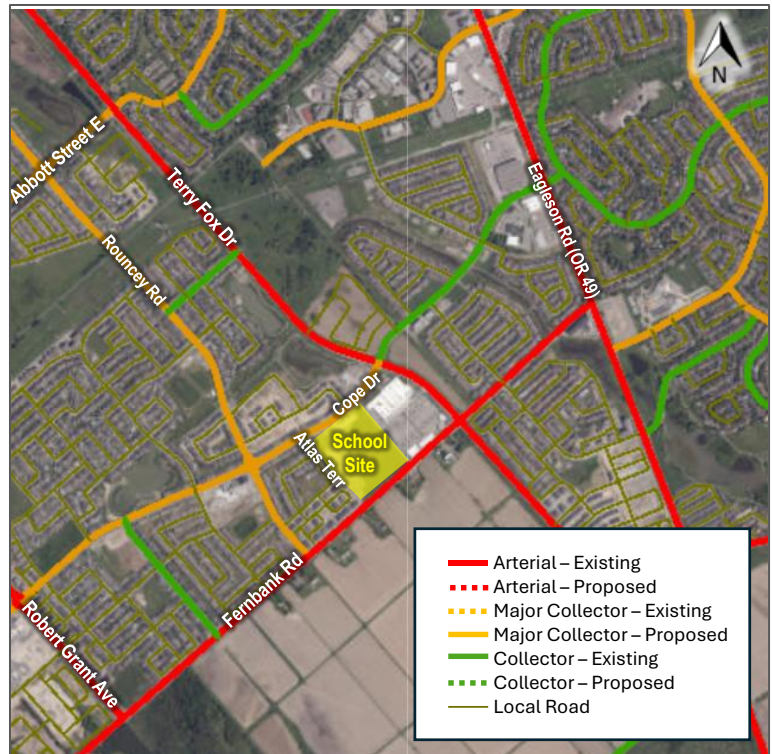 N
Abbott Street E
Terry Fox Dr
Eagleson Rd (OR 49)
Rouncey Rd
Cope Dr
School
Site
Atlas Terr
Fernbank Rd
Robert Grant Ave
Arterial – Existing
Arterial – Proposed
Major Collector – Existing
Major Collector – Proposed
Collector – Existing
Collector – Proposed
Local Road